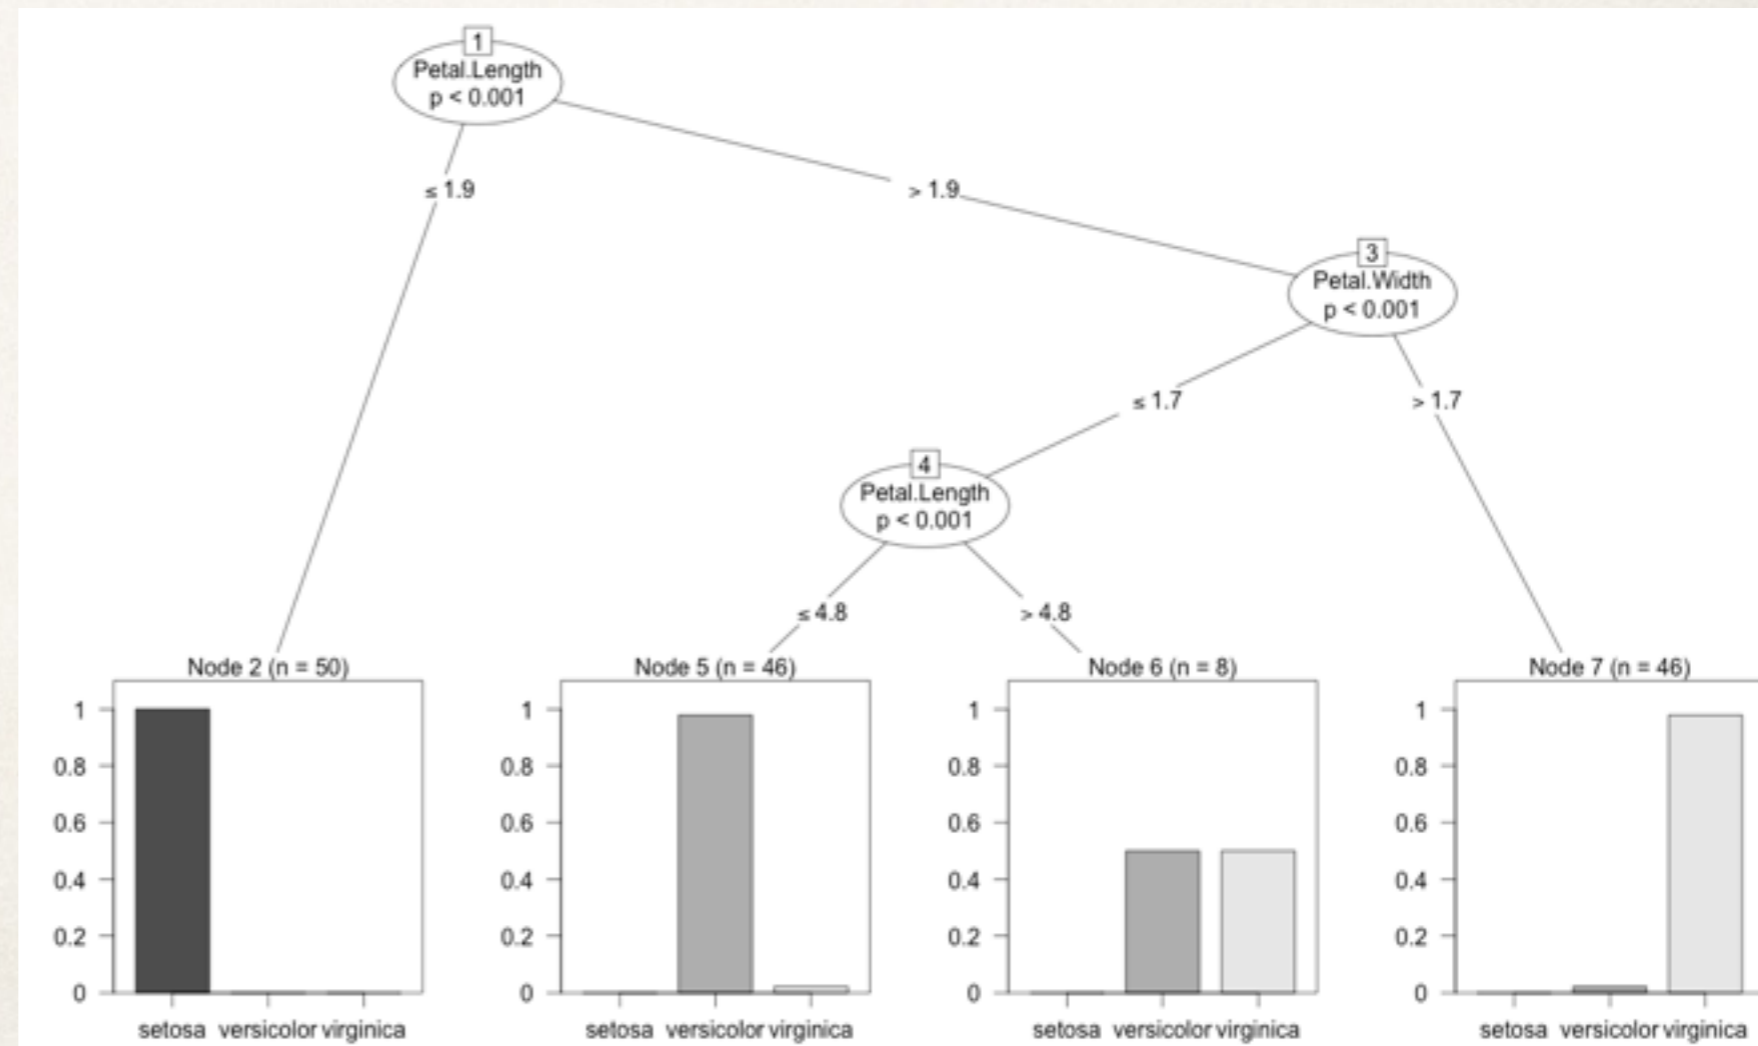 1
Petal.Length
p < 0.001
≤ 1.9
> 1.9
3
Petal.Width
p < 0.001
≤ 1.7
> 1.7
4
Petal.Length
p < 0.001
≤ 4.8
> 4.8
Node 2 (n = 50)
1
0.8
0.6
0.4
0.2
0
setosa versicolor virginica
Node 5 (n = 46)
1
0.8
0.6
0.4
0.2
0
setosa versicolor virginica
Node 6 (n = 8)
1
0.8
0.6
0.4
0.2
0
setosa versicolor virginica
Node 7 (n = 46)
1
0.8
0.6
0.4
0.2
0
setosa versicolor virginica